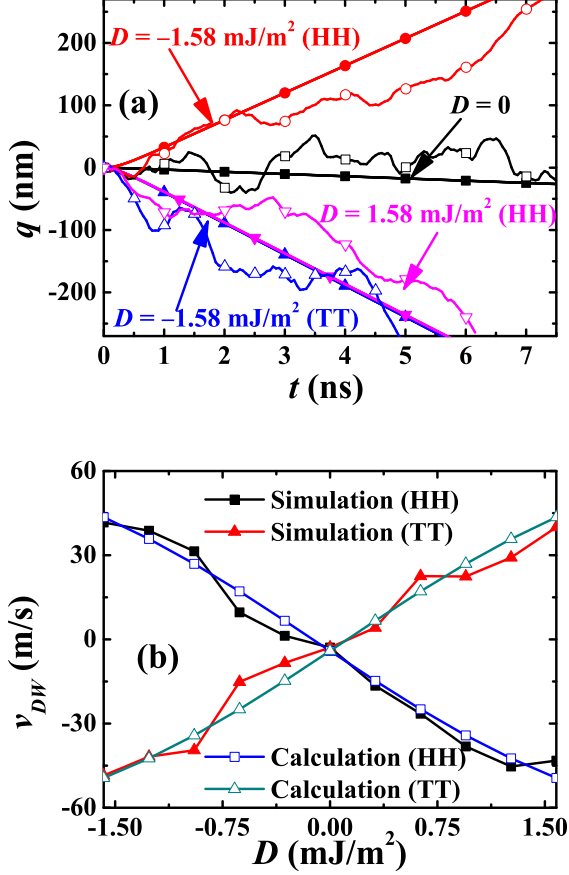 200
100
0
-100
-200
q (nm)
D = −1.58 mJ/m² (HH)
(a)
D = 0
D = 1.58 mJ/m² (HH)
D = −1.58 mJ/m² (TT)
0 1 2 3 4 5 6 7
t (ns)
60
30
0
-30
-60
v_DW (m/s)
Simulation (HH)
Simulation (TT)
(b)
Calculation (HH)
Calculation (TT)
-1.50 -0.75 0.00 0.75 1.50
D (mJ/m²)